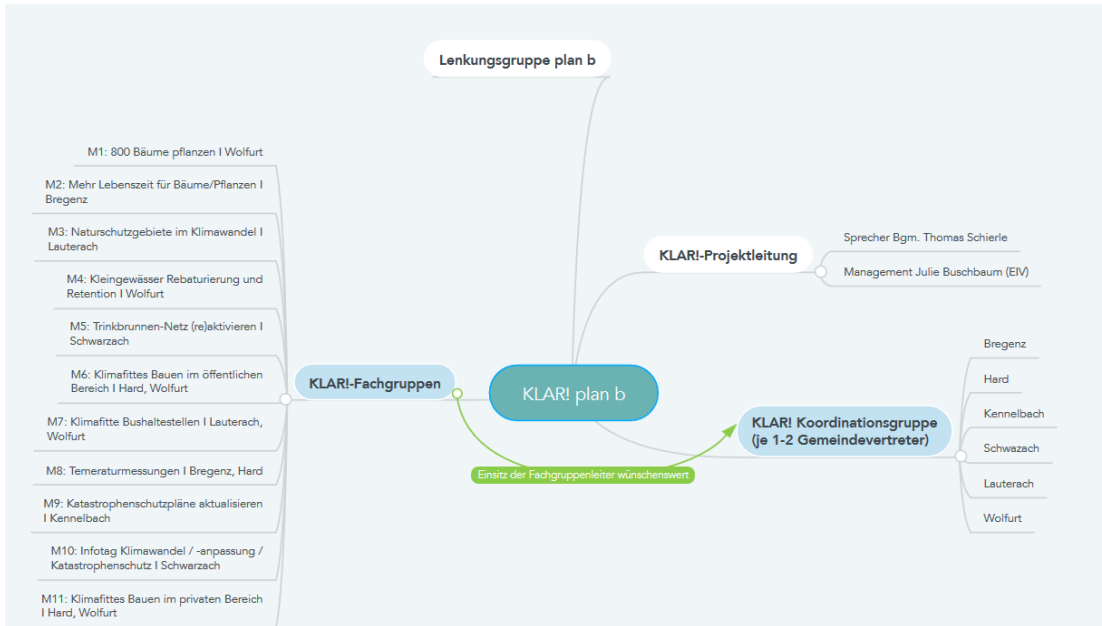 Lenkungsgruppe plan b
M1: 800 Bäume pflanzen I Wolfurt
M2: Mehr Lebenszeit für Bäume/Pflanzen I
Bregenz
M3: Naturschutzgebiete im Klimawandel I
Lauterach
M4: Kleingewässer Rebaturierung und
Retention I Wolfurt
M5: Trinkbrunnen-Netz (re)aktivieren I
Schwarzach
M6: Klimafittes Bauen im öffentlichen
Bereich I Hard, Wolfurt
M7: Klimafitte Bushaltestellen I Lauterach,
Wolfurt
M8: Temeraturmessungen I Bregenz, Hard
M9: Katastrophenschutzpläne aktualisieren
I Kennelbach
M10: Infotag Klimawandel / -anpassung /
Katastrophenschutz I Schwarzach
M11: Klimafittes Bauen im privaten Bereich
I Hard, Wolfurt
KLAR!-Fachgruppen
KLAR! plan b
Einsitz der Fachgruppenleiter wünschenswert
KLAR!-Projektleitung
Sprecher Bgm. Thomas Schierle
Management Julie Buschbaum (EIV)
KLAR! Koordinationsgruppe
(je 1-2 Gemeindevertreter)
Bregenz
Hard
Kennelbach
Schwazach
Lauterach
Wolfurt